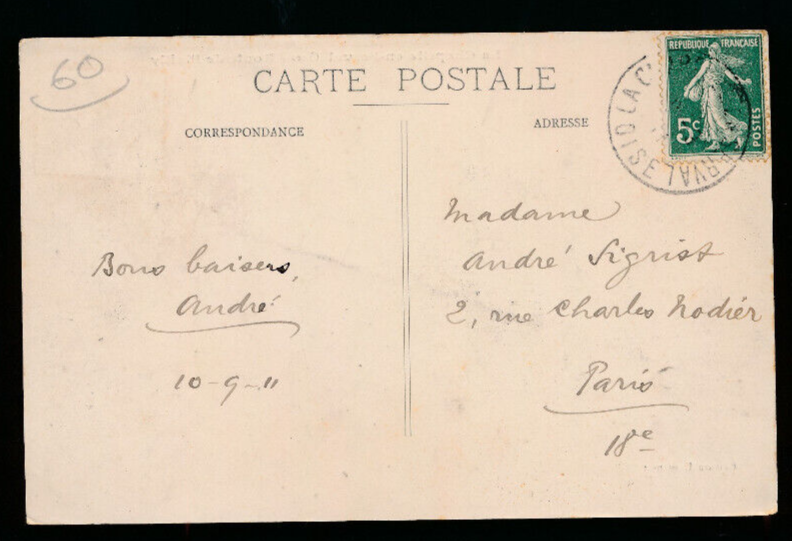 60
CARTE POSTALE
CORRESPONDANCE
ADRESSE
REPUBLIQUE FRANÇAISE
5c
POSTES
Bons baisers,
André
10-9-11
Madame
André Sigrist
2, rue Charles Nodier
Paris
18e